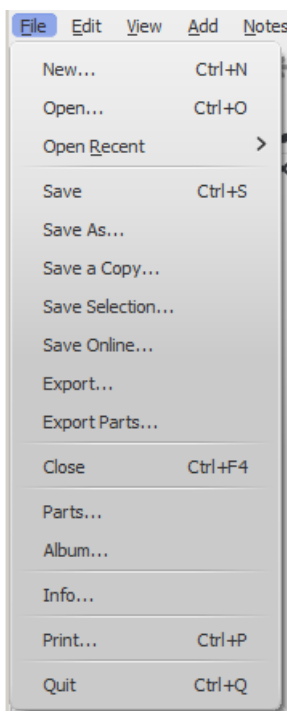 File Edit View Add Notes
New... Ctrl+N
Open... Ctrl+O
Open Recent
Save Ctrl+S
Save As...
Save a Copy...
Save Selection...
Save Online...
Export...
Export Parts...
Close Ctrl+F4
Parts...
Album...
Info...
Print... Ctrl+P
Quit Ctrl+Q